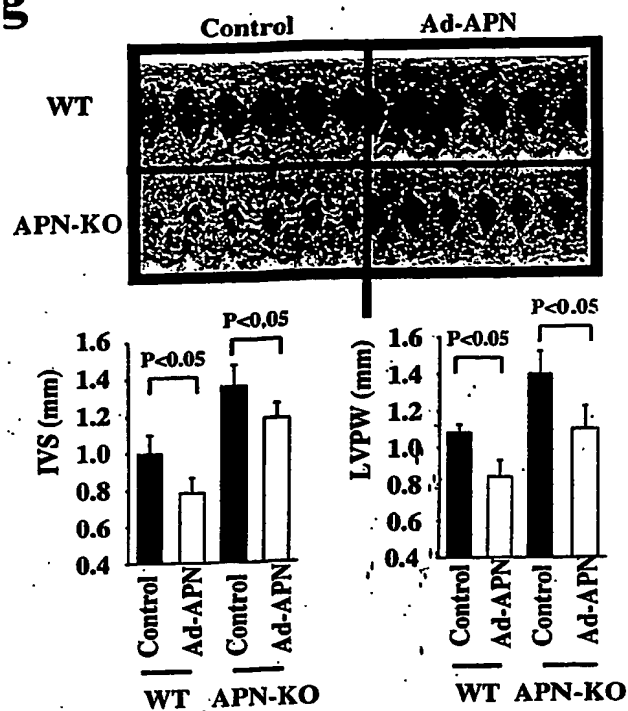 Control Ad-APN
WT
APN-KO
P<0.05
P<0,05
1.6
1.4
1.2
1.0
0.8
0.6
0.4
IVS (mm)
Control
Ad-APN
Control
Ad-APN
WT APN-KO
P<0.05
P<0.05
1.6
1.4
1.2
1.0
0.8
0.6
0.4
LVPW (mm)
Control
Ad-APN
Control
Ad-APN
WT APN-KO